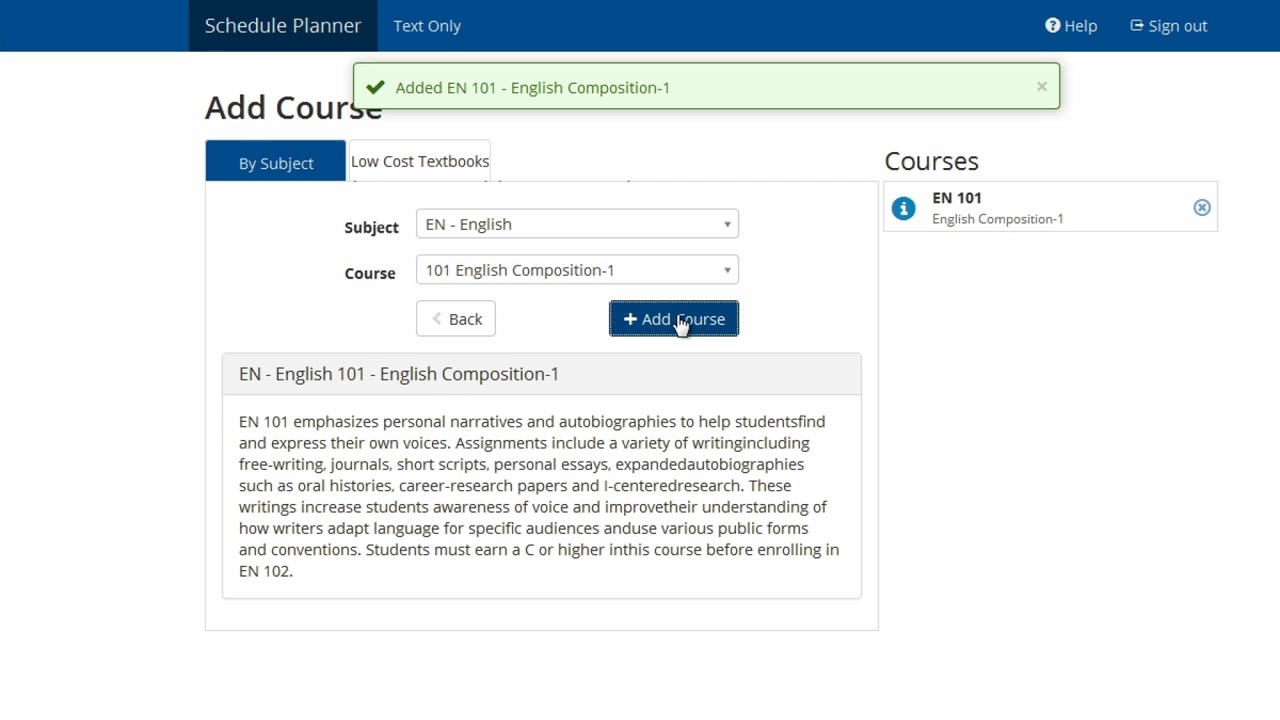 Schedule Planner
Text Only
Help
Sign out
Added EN 101 - English Composition-1
×
Add Course
By Subject
Low Cost Textbooks
Courses
EN 101
English Composition-1
Subject
EN - English
Course
101 English Composition-1
Back
Add Course
EN - English 101 - English Composition-1
EN 101 emphasizes personal narratives and autobiographies to help studentsfind
and express their own voices. Assignments include a variety of writingincluding
free-writing, journals, short scripts, personal essays, expandedautobiographies
such as oral histories, career-research papers and I-centeredresearch. These
writings increase students awareness of voice and improvetheir understanding of
how writers adapt language for specific audiences anduse various public forms
and conventions. Students must earn a C or higher inthis course before enrolling in
EN 102.